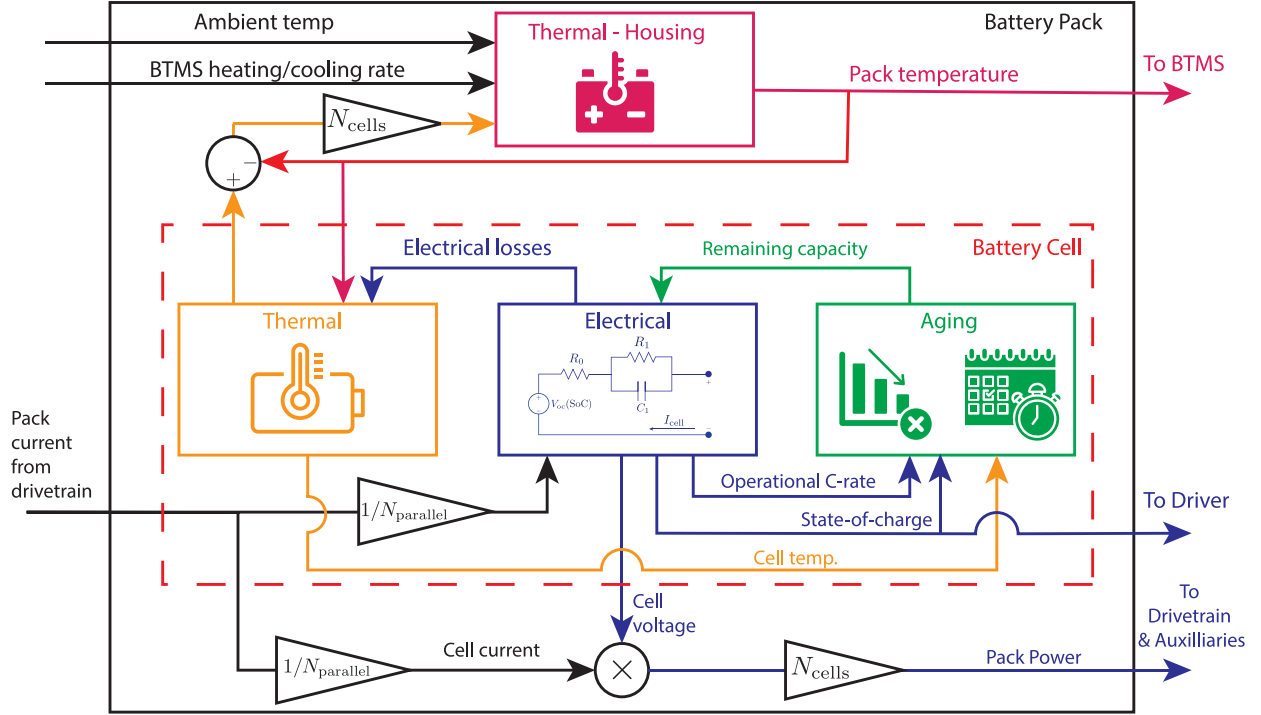 Ambient temp
Battery Pack
Thermal - Housing
BTMS heating/cooling rate
Pack temperature
To BTMS
N_cells
−
+
Electrical losses
Remaining capacity
Battery Cell
Thermal
Electrical
Aging
R_0
R_1
V_oc(SoC)
C_1
I_cell
+
−
+
−
Pack
current
from
drivetrain
1/N_parallel
Operational C-rate
State-of-charge
To Driver
Cell temp.
Cell
voltage
To
Drivetrain
& Auxilliaries
1/N_parallel
Cell current
×
N_cells
Pack Power